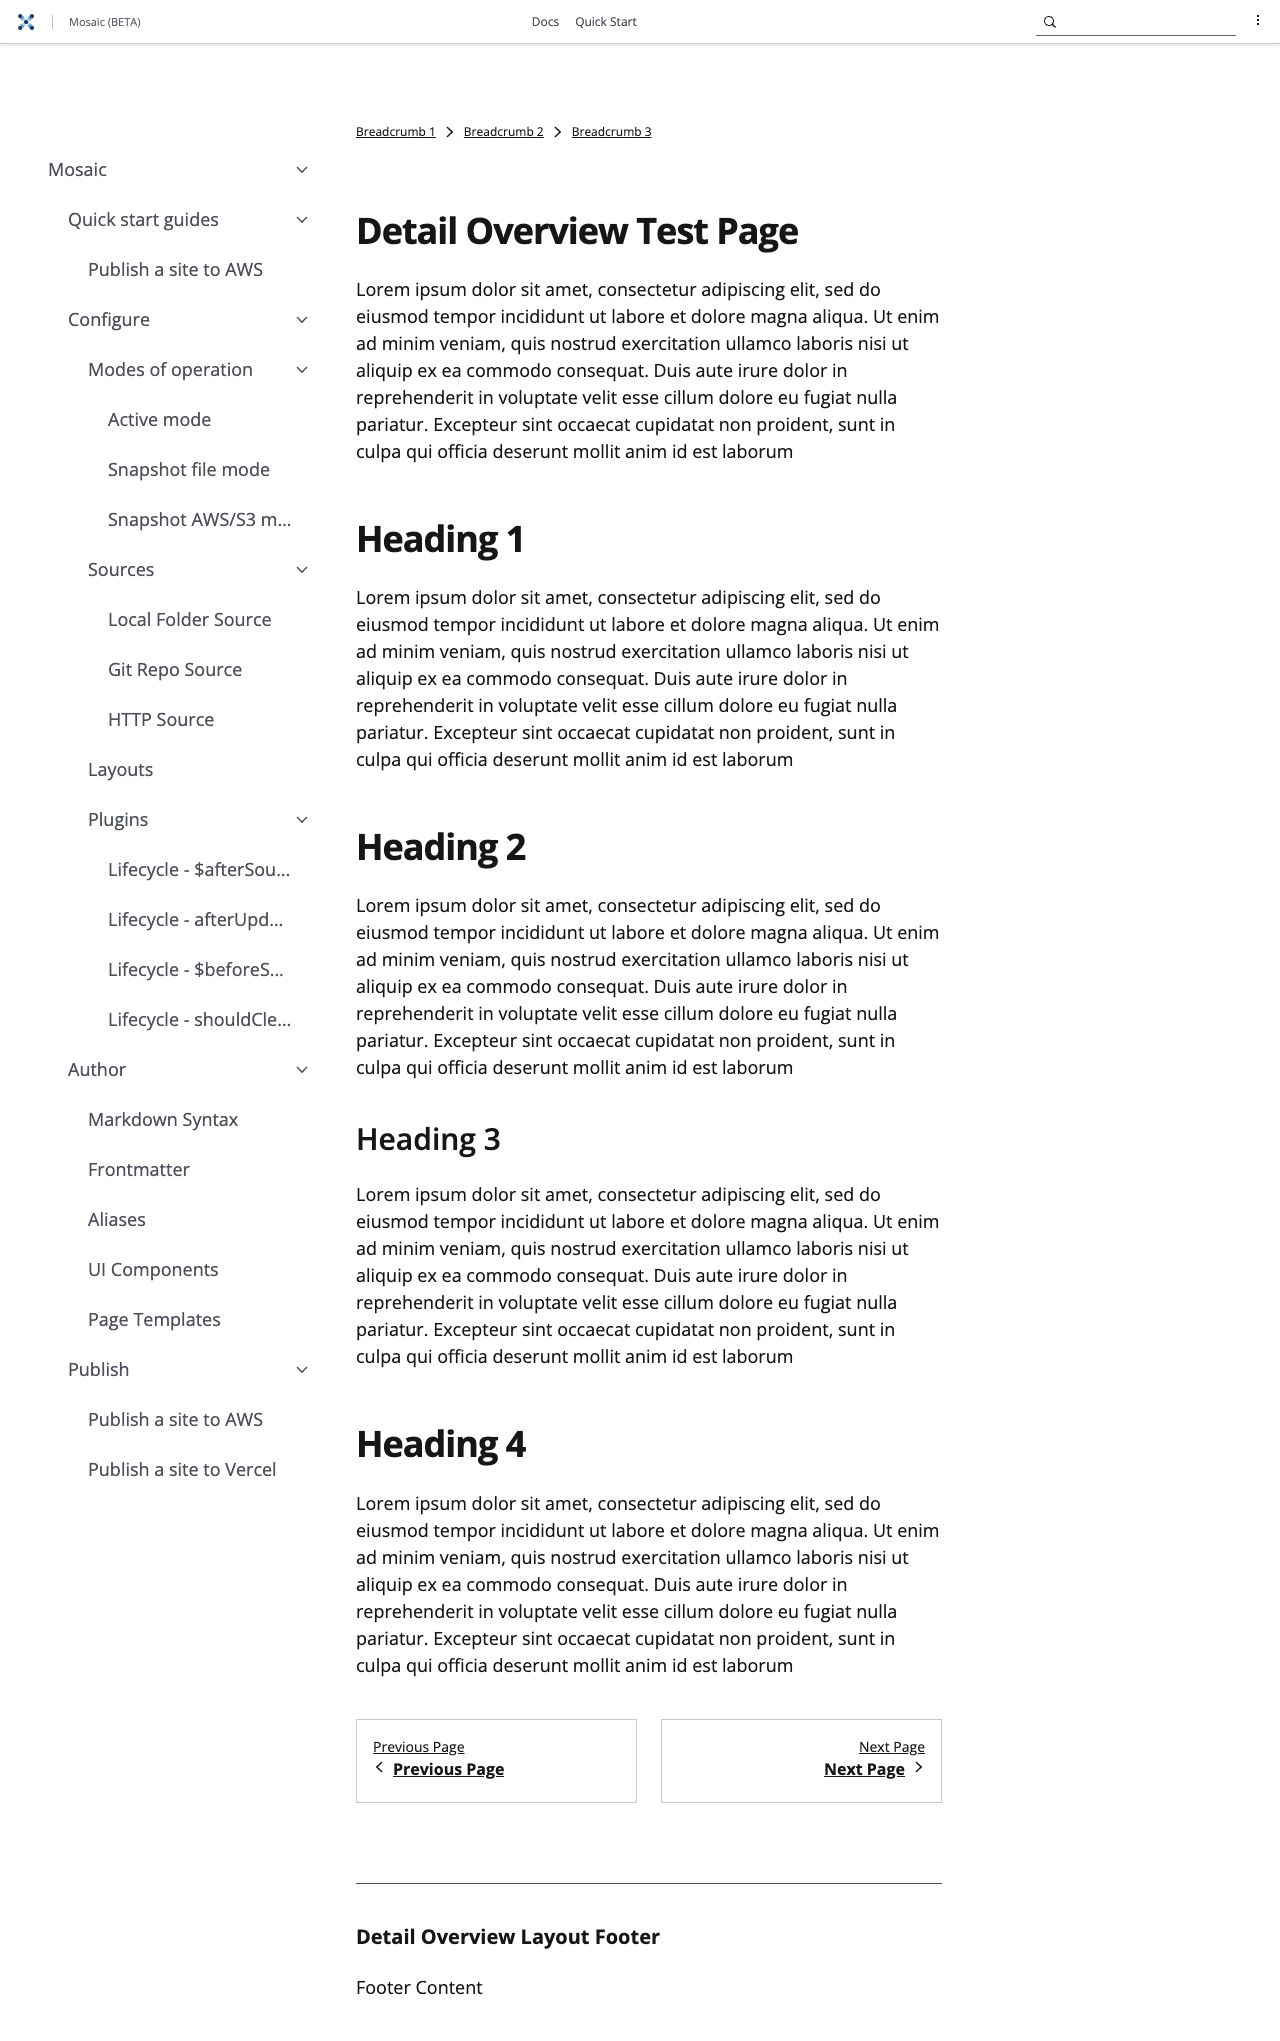 Mosaic (BETA)
Docs
Quick Start
Breadcrumb 1
Breadcrumb 2
Breadcrumb 3
Mosaic
Quick start guides
Publish a site to AWS
Configure
Modes of operation
Active mode
Snapshot file mode
Snapshot AWS/S3 m...
Sources
Local Folder Source
Git Repo Source
HTTP Source
Layouts
Plugins
Lifecycle - $afterSou...
Lifecycle - afterUpd...
Lifecycle - $beforeS...
Lifecycle - shouldCle...
Author
Markdown Syntax
Frontmatter
Aliases
UI Components
Page Templates
Publish
Publish a site to AWS
Publish a site to Vercel
Detail Overview Test Page
Lorem ipsum dolor sit amet, consectetur adipiscing elit, sed do
eiusmod tempor incididunt ut labore et dolore magna aliqua. Ut enim
ad minim veniam, quis nostrud exercitation ullamco laboris nisi ut
aliquip ex ea commodo consequat. Duis aute irure dolor in
reprehenderit in voluptate velit esse cillum dolore eu fugiat nulla
pariatur. Excepteur sint occaecat cupidatat non proident, sunt in
culpa qui officia deserunt mollit anim id est laborum
Heading 1
Lorem ipsum dolor sit amet, consectetur adipiscing elit, sed do
eiusmod tempor incididunt ut labore et dolore magna aliqua. Ut enim
ad minim veniam, quis nostrud exercitation ullamco laboris nisi ut
aliquip ex ea commodo consequat. Duis aute irure dolor in
reprehenderit in voluptate velit esse cillum dolore eu fugiat nulla
pariatur. Excepteur sint occaecat cupidatat non proident, sunt in
culpa qui officia deserunt mollit anim id est laborum
Heading 2
Lorem ipsum dolor sit amet, consectetur adipiscing elit, sed do
eiusmod tempor incididunt ut labore et dolore magna aliqua. Ut enim
ad minim veniam, quis nostrud exercitation ullamco laboris nisi ut
aliquip ex ea commodo consequat. Duis aute irure dolor in
reprehenderit in voluptate velit esse cillum dolore eu fugiat nulla
pariatur. Excepteur sint occaecat cupidatat non proident, sunt in
culpa qui officia deserunt mollit anim id est laborum
Heading 3
Lorem ipsum dolor sit amet, consectetur adipiscing elit, sed do
eiusmod tempor incididunt ut labore et dolore magna aliqua. Ut enim
ad minim veniam, quis nostrud exercitation ullamco laboris nisi ut
aliquip ex ea commodo consequat. Duis aute irure dolor in
reprehenderit in voluptate velit esse cillum dolore eu fugiat nulla
pariatur. Excepteur sint occaecat cupidatat non proident, sunt in
culpa qui officia deserunt mollit anim id est laborum
Heading 4
Lorem ipsum dolor sit amet, consectetur adipiscing elit, sed do
eiusmod tempor incididunt ut labore et dolore magna aliqua. Ut enim
ad minim veniam, quis nostrud exercitation ullamco laboris nisi ut
aliquip ex ea commodo consequat. Duis aute irure dolor in
reprehenderit in voluptate velit esse cillum dolore eu fugiat nulla
pariatur. Excepteur sint occaecat cupidatat non proident, sunt in
culpa qui officia deserunt mollit anim id est laborum
Previous Page
Previous Page
Next Page
Next Page
Detail Overview Layout Footer
Footer Content